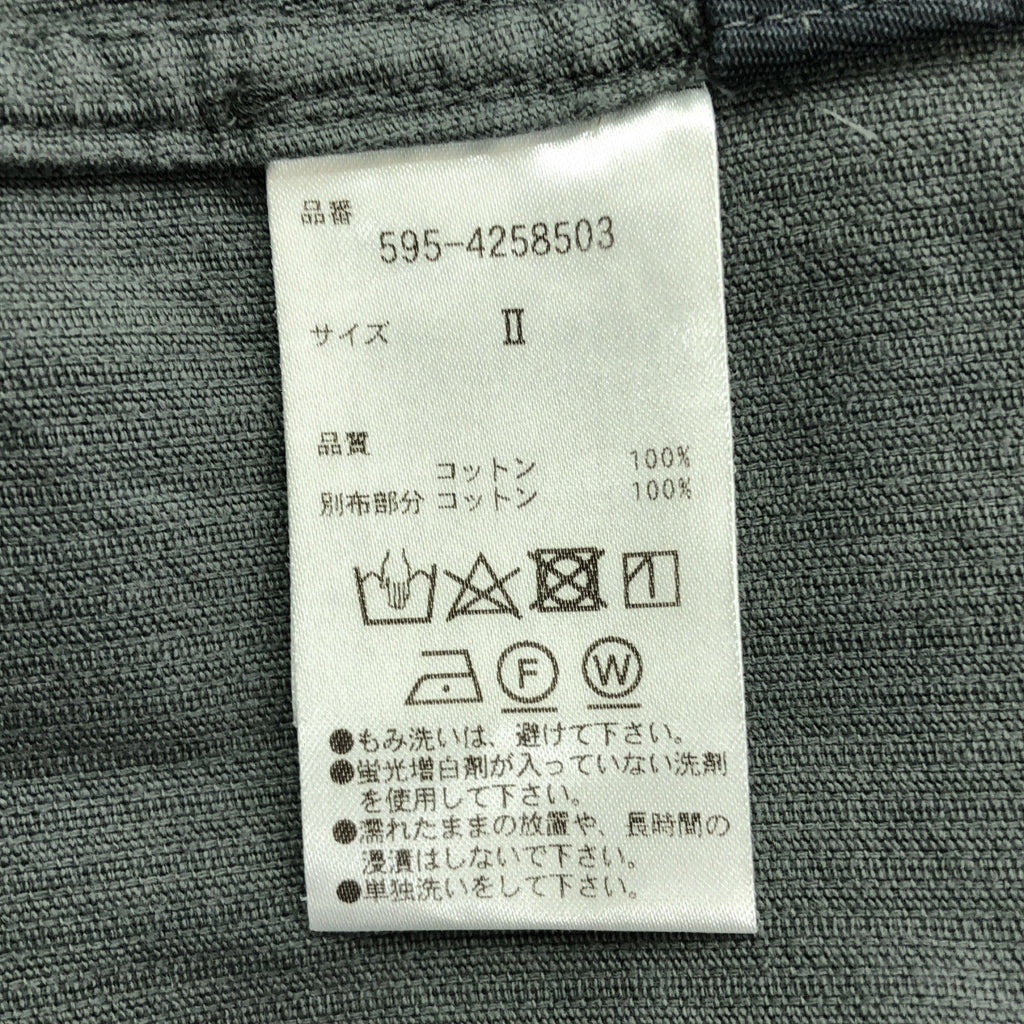 品番
595-4258503
サイズ Ⅱ
品質
コットン 100%
別布部分 コットン 100%
F W
●もみ洗いは、避けて下さい。
●蛍光増白剤が入っていない洗剤
を使用して下さい。
●濡れたままの放置や、長時間の
浸漬はしないで下さい。
●単独洗いをして下さい。